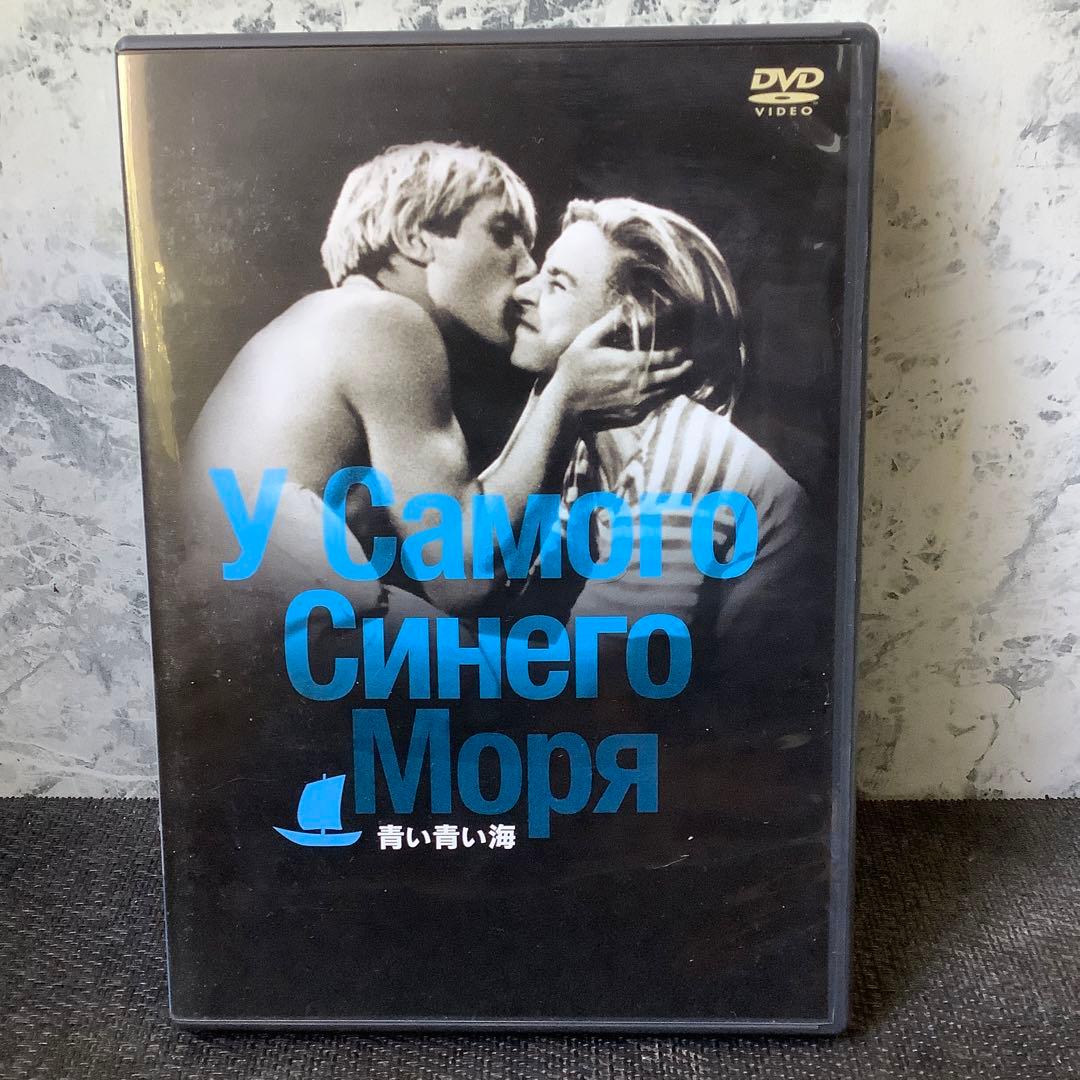 DVD
VIDEO
У Самого
Синего
Моря
青い青い海